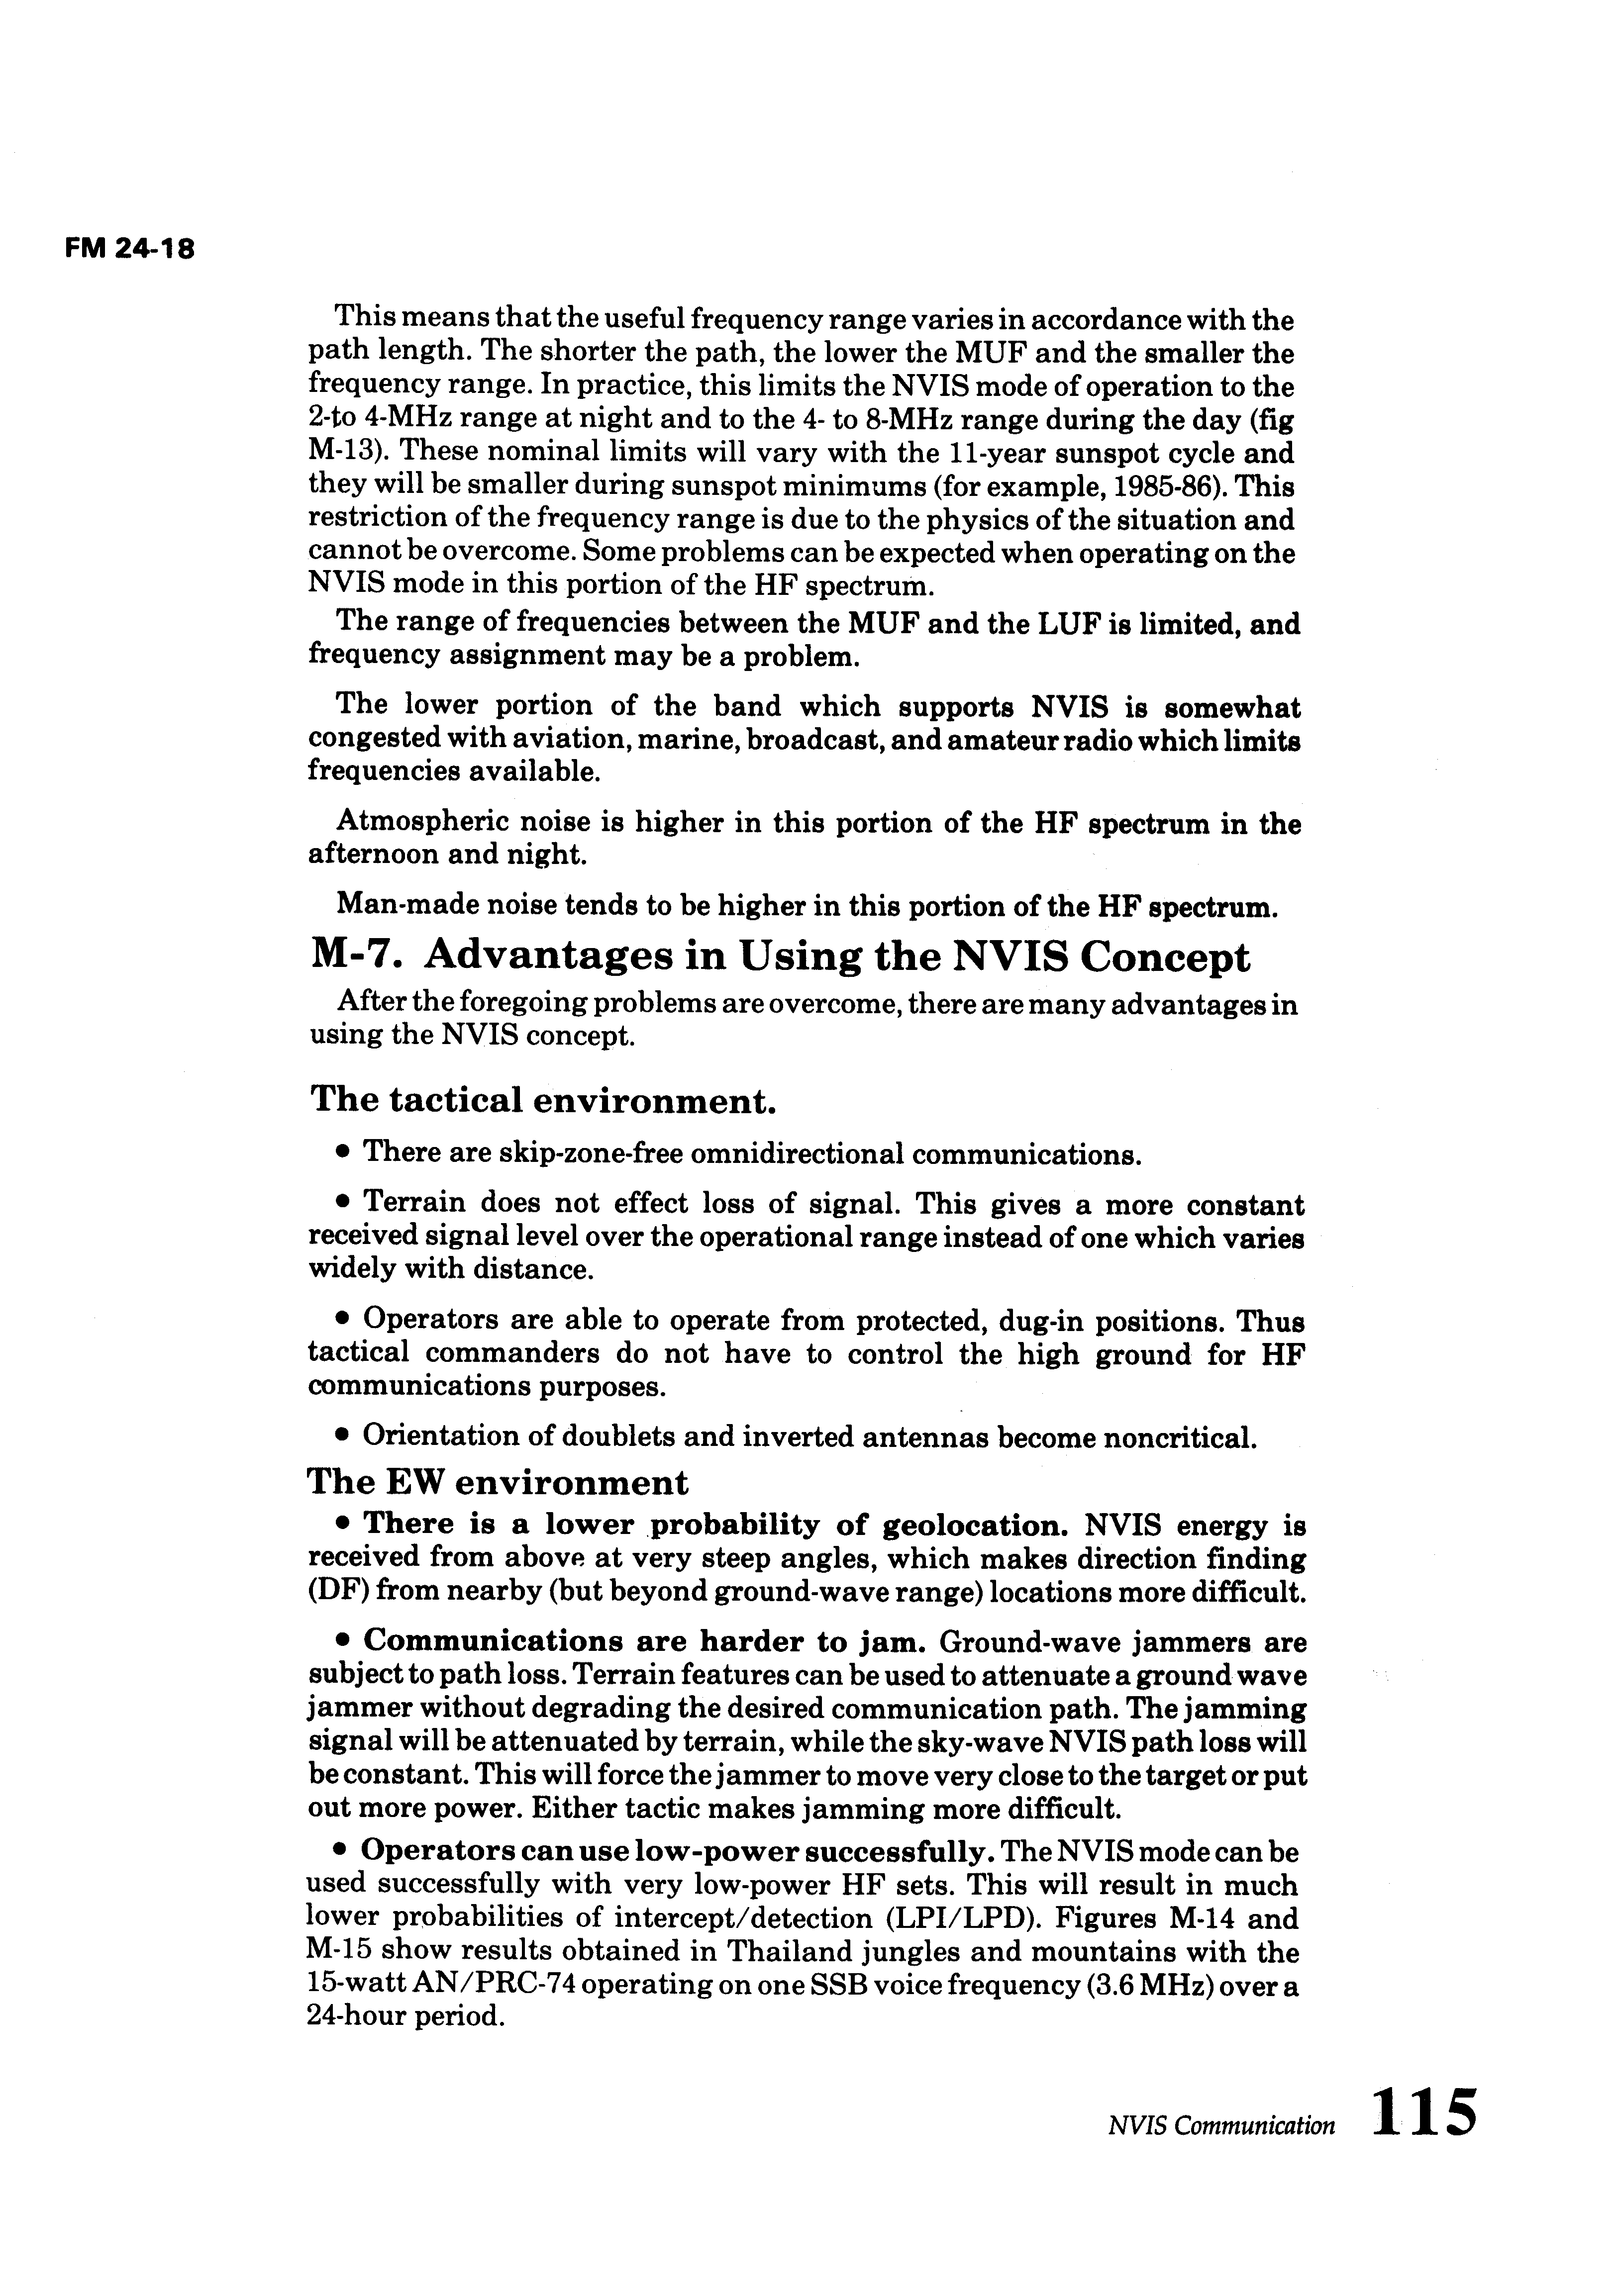 FM 24-18
This means that the useful frequency range varies in accordance with the
path length. The shorter the path, the lower the MUF and the smaller the
frequency range. In practice, this limits the NVIS mode of operation to the
2-to 4-MHz range at night and to the 4- to 8-MHz range during the day (fig
M-13). These nominal limits will vary with the 11-year sunspot cycle and
they will be smaller during sunspot minimums (for example, 1985-86). This
restriction of the frequency range is due to the physics of the situation and
cannot be overcome. Some problems can be expected when operating on the
NVIS mode in this portion of the HF spectrum.
The range of frequencies between the MUF and the LUF is limited, and
frequency assignment may be a problem.
The lower portion of the band which supports NVIS is somewhat
congested with aviation, marine, broadcast, and amateur radio which limits
frequencies available.
Atmospheric noise is higher in this portion of the HF spectrum in the
afternoon and night.
Man-made noise tends to be higher in this portion of the HF spectrum.
M-7. Advantages in Using the NVIS Concept
After the foregoing problems are overcome, there are many advantages in
using the NVIS concept.
The tactical environment.
• There are skip-zone-free omnidirectional communications.
• Terrain does not effect loss of signal. This gives a more constant
received signal level over the operational range instead of one which varies
widely with distance.
• Operators are able to operate from protected, dug-in positions. Thus
tactical commanders do not have to control the high ground for HF
communications purposes.
• Orientation of doublets and inverted antennas become noncritical.
The EW environment
• There is a lower probability of geolocation. NVIS energy is
received from above at very steep angles, which makes direction finding
(DF) from nearby (but beyond ground-wave range) locations more difficult.
• Communications are harder to jam. Ground-wave jammers are
subject to path loss. Terrain features can be used to attenuate a ground wave
jammer without degrading the desired communication path. The jamming
signal will be attenuated by terrain, while the sky-wave NVIS path loss will
be constant. This will force the jammer to move very close to the target or put
out more power. Either tactic makes jamming more difficult.
• Operators can use low-power successfully. The NVIS mode can be
used successfully with very low-power HF sets. This will result in much
lower probabilities of intercept/detection (LPI/LPD). Figures M-14 and
M-15 show results obtained in Thailand jungles and mountains with the
15-watt AN/PRC-74 operating on one SSB voice frequency (3.6 MHz) over a
24-hour period.
NVIS Communication 115